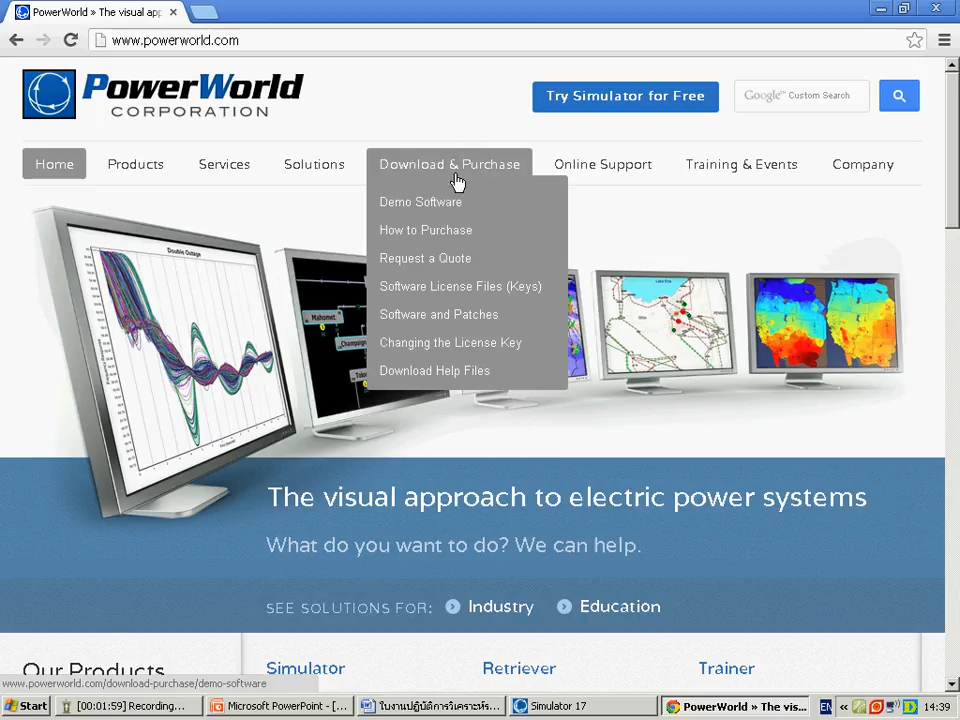 PowerWorld » The visual app
www.powerworld.com
PowerWorld
CORPORATION
Try Simulator for Free
Google™ Custom Search
Home
Products
Services
Solutions
Download & Purchase
Online Support
Training & Events
Company
Demo Software
How to Purchase
Request a Quote
Software License Files (Keys)
Software and Patches
Changing the License Key
Download Help Files
Double Outage
Mahomet
Champaign
The visual approach to electric power systems
What do you want to do? We can help.
SEE SOLUTIONS FOR:
Industry
Education
Our Products
Simulator
Retriever
Trainer
www.powerworld.com/download-purchase/demo-software
Start
[00:01:59] Recording...
Microsoft PowerPoint - [...
ใบงานปฏิบัติการวิเคราะห์ร...
Simulator 17
PowerWorld » The vis...
EN
14:39